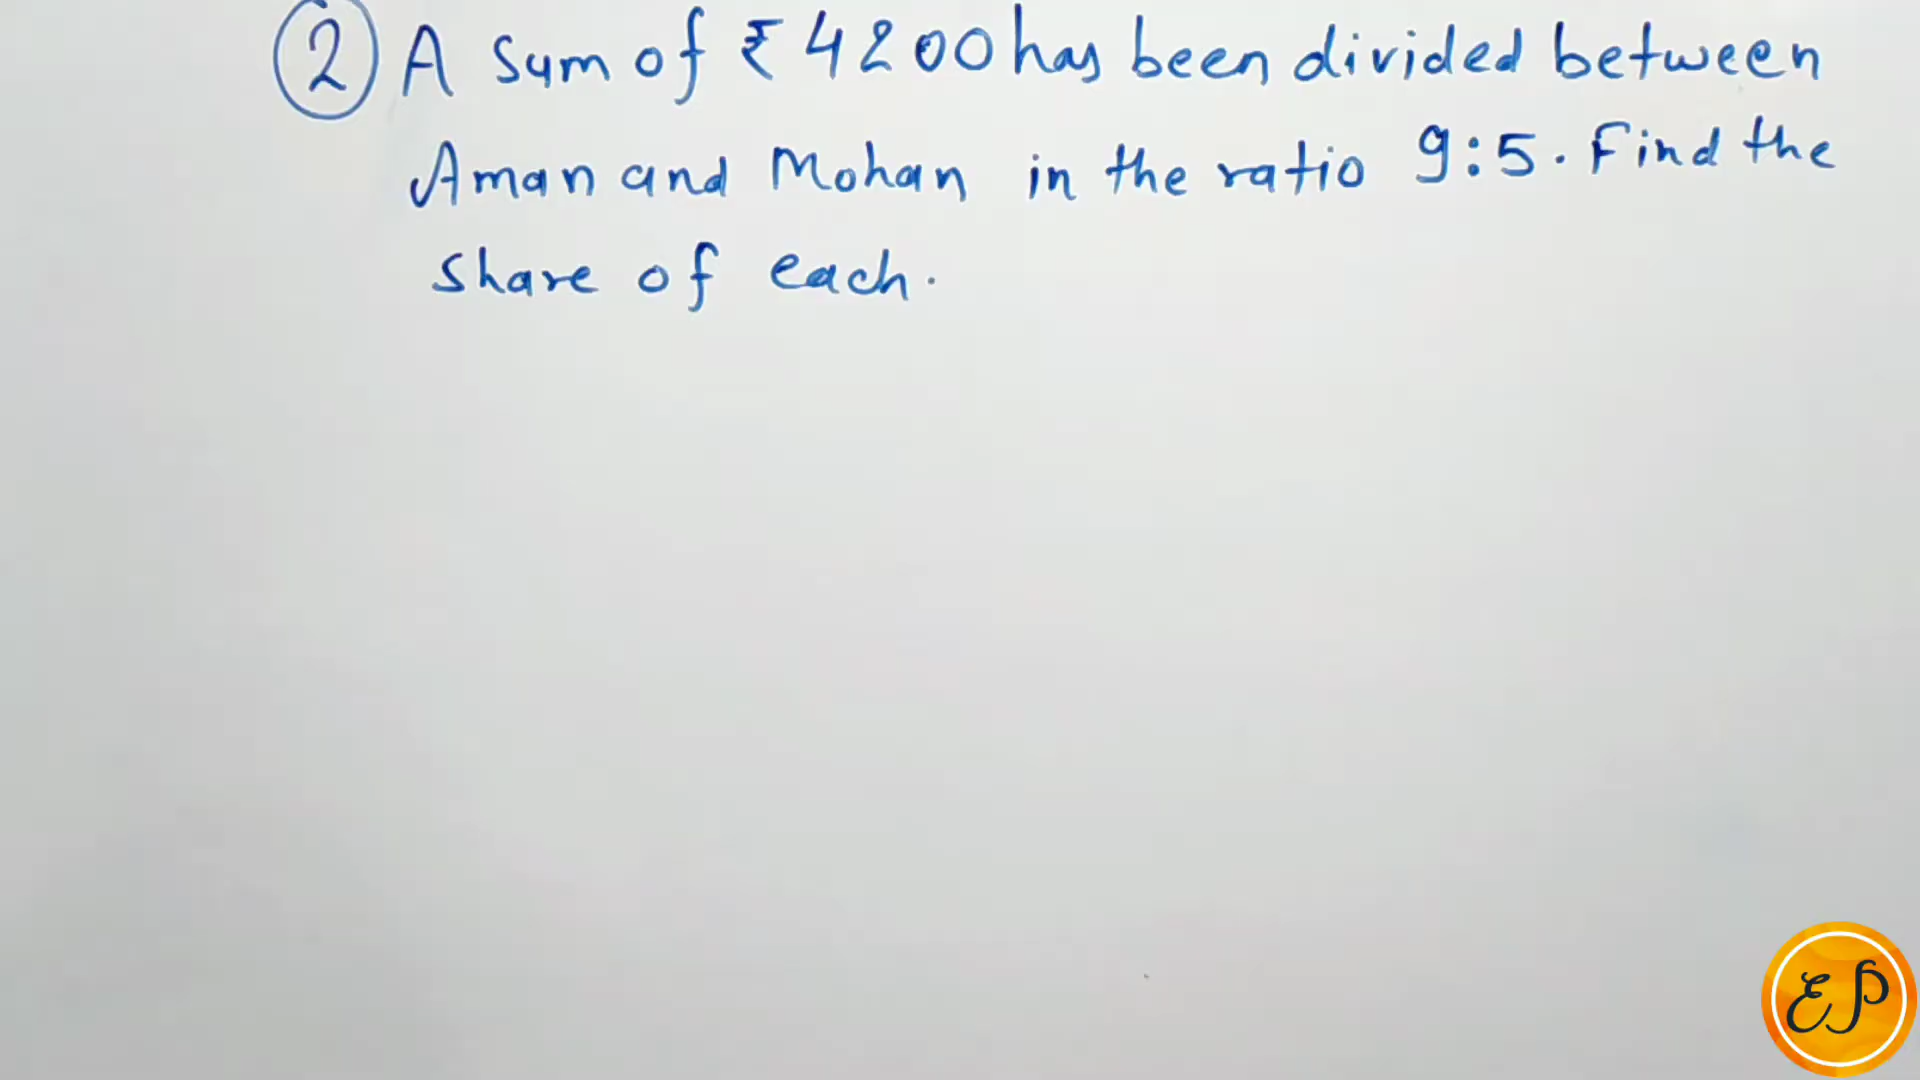 2 A Sum of ₹ 4200 has been divided between
Aman and Mohan in the ratio 9:5. Find the
share of each.
EP